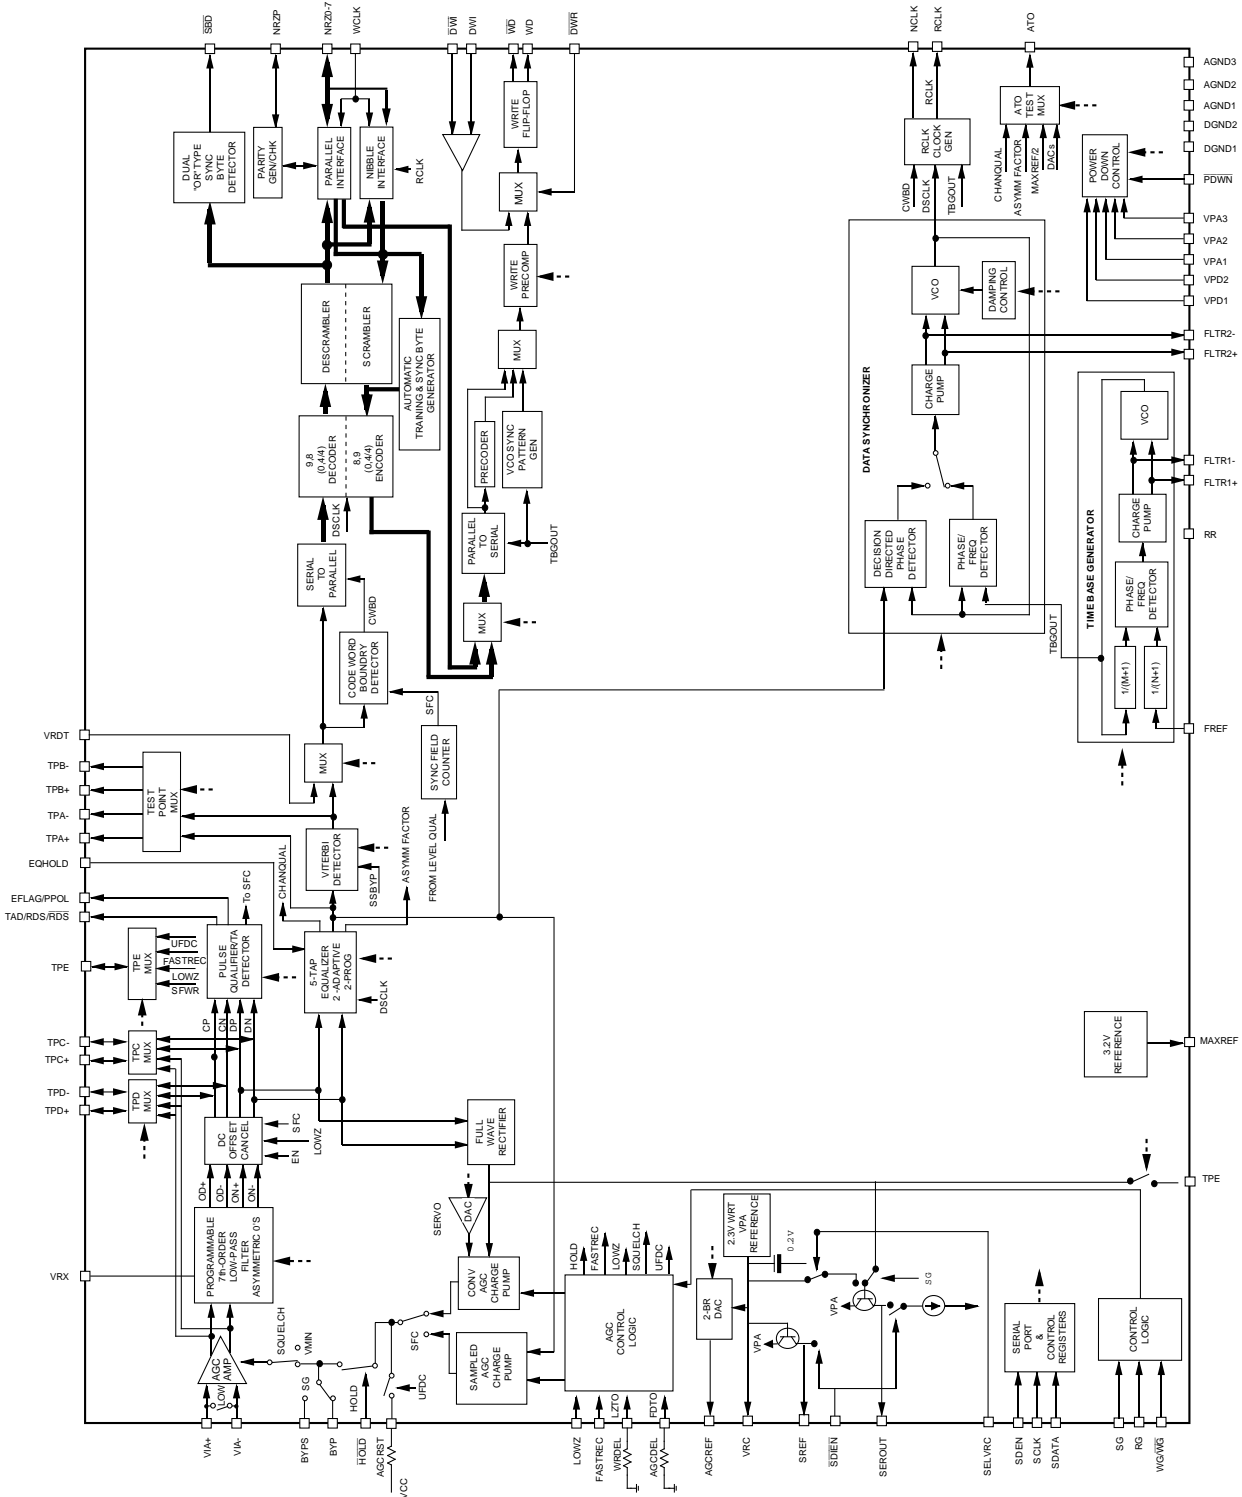 SBD
NRZP
NRZ0-7
WCLK
DWI
DWI
WD
WD
DWR
NCLK
RCLK
ATO
AGND3
AGND2
AGND1
DGND2
DGND1
PDWN
VPA3
VPA2
VPA1
VPD2
VPD1
FLTR2-
FLTR2+
FLTR1-
FLTR1+
RR
FREF
MAXREF
TPE
DUAL
"OR"TYPE
SYNC
BYTE
DETECTOR
PARITY
GEN/CHK
PARALLEL
INTERFACE
NIBBLE
INTERFACE
RCLK
WRITE
FLIP-FLOP
MUX
WRITE
PRECOMP
MUX
RCLK
RCLK
CLOCK
GEN
CWBD
DSCLK
TBGOUT
ATO
TEST
MUX
CHANQUAL
ASYMM FACTOR
MAXREF/2
DACs
POWER
DOWN
CONTROL
DESCRAMBLER
SCRAMBLER
AUTOMATIC
TRAINING & SYNC BYTE
GENERATOR
9,8
(0,4/4)
DECODER
8,9
(0,4/4)
ENCODER
DSCLK
PRECODER
VCO SYNC
PATTERN
GEN
PARALLEL
TO
SERIAL
TBGOUT
MUX
SERIAL
TO
PARALLEL
CWBD
CODE WORD
BOUNDRY
DETECTOR
SFC
SYNC FIELD
COUNTER
FROM LEVEL QUAL
DATA SYNCHRONIZER
VCO
DAMPING
CONTROL
CHARGE
PUMP
DECISION
DIRECTED
PHASE
DETECTOR
PHASE/
FREQ
DETECTOR
TBGOUT
TIME BASE GENERATOR
VCO
CHARGE
PUMP
PHASE/
FREQ
DETECTOR
1/(M+1)
1/(N+1)
VRDT
TPB-
TPB+
TPA-
TPA+
EQHOLD
EFLAG/PPOL
TAD/RDS/RDS
TPE
TPC-
TPC+
TPD-
TPD+
VRX
TEST
POINT
MUX
MUX
VITERBI
DETECTOR
SSBYP
CHANQUAL
ASYMM FACTOR
To SFC
TPE
MUX
UFDC
FASTREC
LOWZ
SFWR
PULSE
QUALIFIER/TA
DETECTOR
5-TAP
EQUALIZER
2 -ADAPTIVE
2-PROG
DSCLK
CP
CN
DP
DN
TPC
MUX
TPD
MUX
DC
OFFSET
CANCEL
SFC
LOWZ
EN
FULL
WAVE
RECTIFIER
3.2V
REFERENCE
OD+
OD-
ON+
ON-
PROGRAMMABLE
7th-ORDER
LOW-PASS
FILTER
ASYMMETRIC 0'S
SERVO
DAC
CONV
AGC
CHARGE
PUMP
HOLD
FASTREC
LOWZ
SQUELCH
UFDC
2.3V WRT
VPA
REFERENCE
0.2V
2-BR
DAC
VPA
VPA
SG
AGC
CONTROL
LOGIC
SAMPLED
AGC
CHARGE
PUMP
SFC
SQUELCH
VMIN
SG
HOLD
UFDC
AGC
AMP
LOW
SERIAL
PORT
&
CONTROL
REGISTERS
CONTROL
LOGIC
LZTO
FDTO
VIA+
VIA-
BYPS
BYP
HOLD
AGCRST
VCC
LOWZ
FASTREC
WRDEL
AGCDEL
AGCREF
VRC
SREF
SDIEN
SEROUT
SELVRC
SDEN
SCLK
SDATA
SG
RG
WG/WG